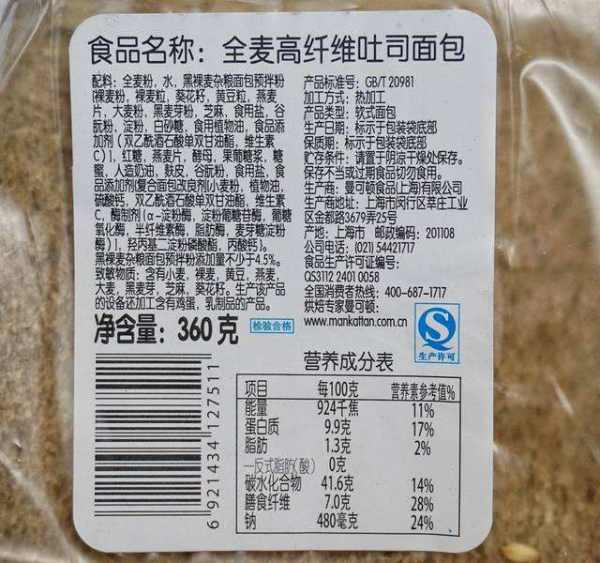 食品名称：全麦高纤维吐司面包
配料：全麦粉，水，黑裸麦杂粮面包预拌粉
[裸麦粉，裸麦粒，葵花籽，黄豆粒，燕麦
片，大麦粉，黑麦芽粉，芝麻，食用盐，谷
朊粉，淀粉，白砂糖，食用植物油，食品添
加剂（双乙酰酒石酸单双甘油酯，维生素
C）]，红糖，燕麦片，酵母，果葡糖浆，糖
蜜，人造奶油，麸皮，谷朊粉，食用盐，食
品添加剂[复合面包改良剂(小麦粉，植物油，
硫酸钙，双乙酰酒石酸单双甘油酯，维生素
C，酶制剂（α-淀粉酶，淀粉葡糖苷酶，葡糖
氧化酶，半纤维素酶，脂肪酶，麦芽糖淀粉
酶）)，羟丙基二淀粉磷酸酯，丙酸钙]。
黑裸麦杂粮面包预拌粉添加量不少于4.5%。
致敏物质：含有小麦，裸麦，黄豆，燕麦，
大麦，黑麦芽，芝麻，葵花籽。生产该产品
的设备还加工含有鸡蛋，乳制品的产品。
净含量：360克
检验合格
产品标准号：GB/T 20981
加工方式：热加工
产品类型：软式面包
生产日期：标示于包装袋底部
保质期：标示于包装袋底部
贮存条件：请置于阴凉干燥处保存。
保存不当或过期食品切勿食用。
生产商：曼可顿食品(上海)有限公司
生产商地址：上海市闵行区莘庄工业
区金都路3679弄25号
产地：上海市 邮政编码：201108
公司电话：(021) 54421717
食品生产许可证编号：
QS3112 2401 0058
全国消费者热线：400-687-1717
烘焙专家曼可顿：
www.mankattan.com.cn
生产许可
6 921434 127511
营养成分表
项目 每100克 营养素参考值%
能量 924千焦 11%
蛋白质 9.9克 17%
脂肪 1.3克 2%
—反式脂肪(酸) 0克
碳水化合物 41.6克 14%
膳食纤维 7.0克 28%
钠 480毫克 24%